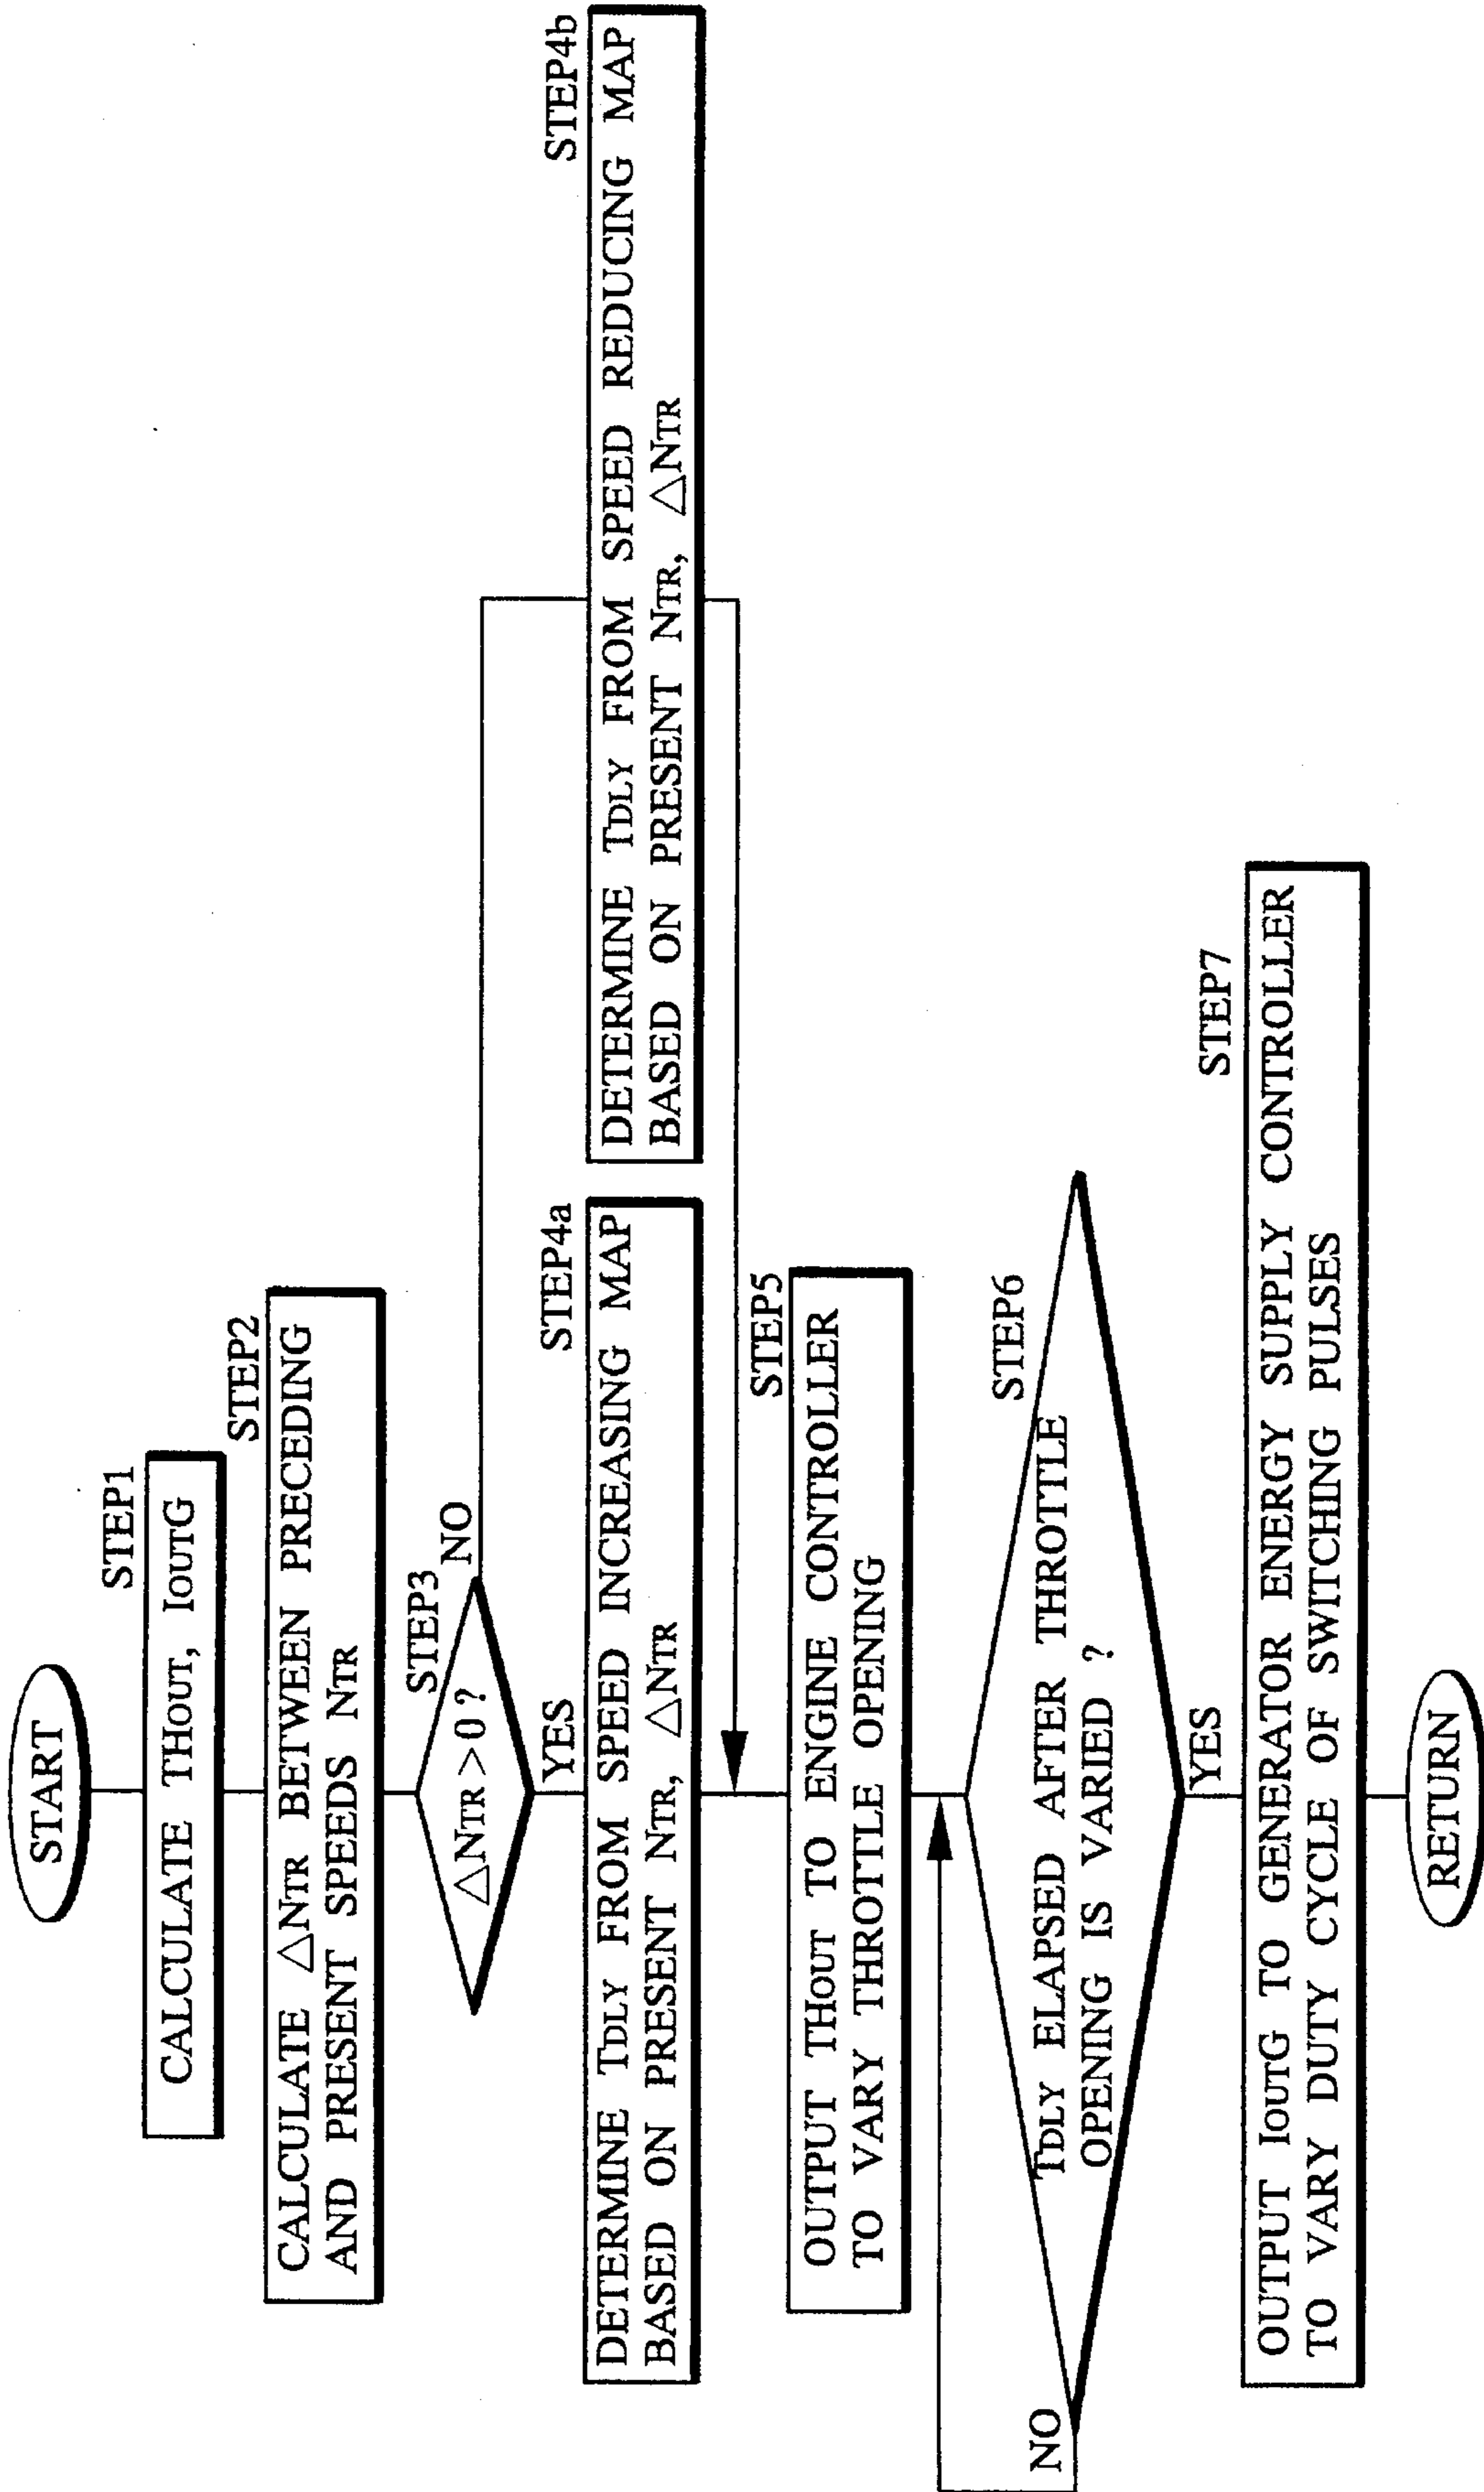 START
STEP1
CALCULATE THOUT, IOUTG
STEP2
CALCULATE △NTR BETWEEN PRECEDING
AND PRESENT SPEEDS NTR
STEP3
△NTR > 0 ?
NO
YES
STEP4a
DETERMINE TDLY FROM SPEED INCREASING MAP
BASED ON PRESENT NTR, △NTR
STEP4b
DETERMINE TDLY FROM SPEED REDUCING MAP
BASED ON PRESENT NTR, △NTR
STEP5
OUTPUT THOUT TO ENGINE CONTROLLER
TO VARY THROTTLE OPENING
STEP6
TDLY ELAPSED AFTER THROTTLE
OPENING IS VARIED ?
NO
YES
STEP7
OUTPUT IOUTG TO GENERATOR ENERGY SUPPLY CONTROLLER
TO VARY DUTY CYCLE OF SWITCHING PULSES
RETURN